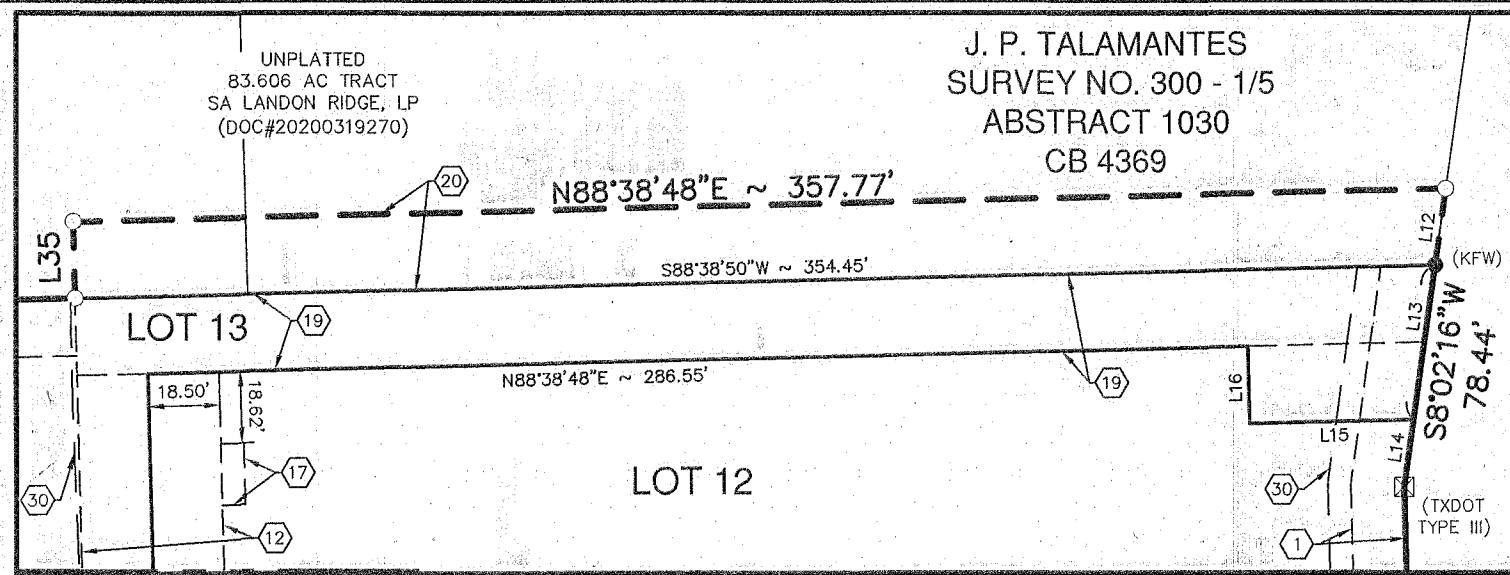 UNPLATTED
83.606 AC TRACT
SA LANDON RIDGE, LP
(DOC#20200319270)
J. P. TALAMANTES
SURVEY NO. 300 - 1/5
ABSTRACT 1030
CB 4369
20
N88°38'48"E ~ 357.77'
L35
L12
S88°38'50"W ~ 354.45'
(KFW)
LOT 13
19
L13
S8°02'16"W
78.44'
N88°38'48"E ~ 286.55'
19
18.50'
18.62'
L16
L15
L14
17
LOT 12
30
30
(TXDOT
TYPE III)
12
1